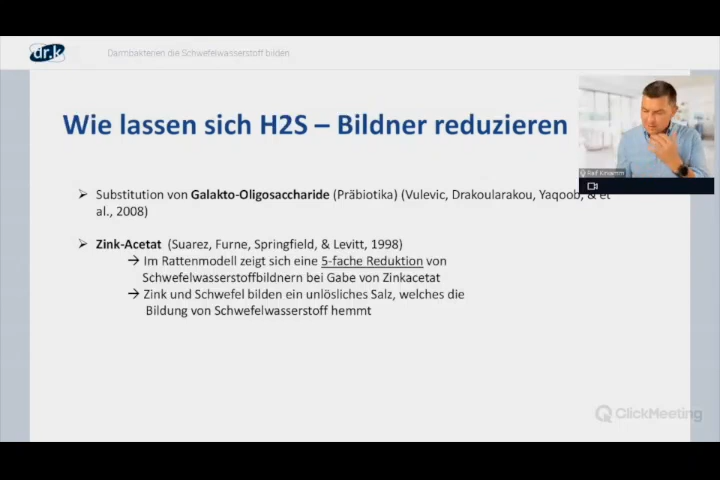 dr.k
Darmbakterien die Schwefelwasserstoff bilden
Wie lassen sich H2S – Bildner reduzieren
➢ Substitution von Galakto-Oligosaccharide (Präbiotika) (Vulevic, Drakoularakou, Yaqoob, & et
al., 2008)
➢ Zink-Acetat (Suarez, Furne, Springfield, & Levitt, 1998)
→ Im Rattenmodell zeigt sich eine 5-fache Reduktion von
Schwefelwasserstoffbildnern bei Gabe von Zinkacetat
→ Zink und Schwefel bilden ein unlösliches Salz, welches die
Bildung von Schwefelwasserstoff hemmt
Ralf
ClickMeeting